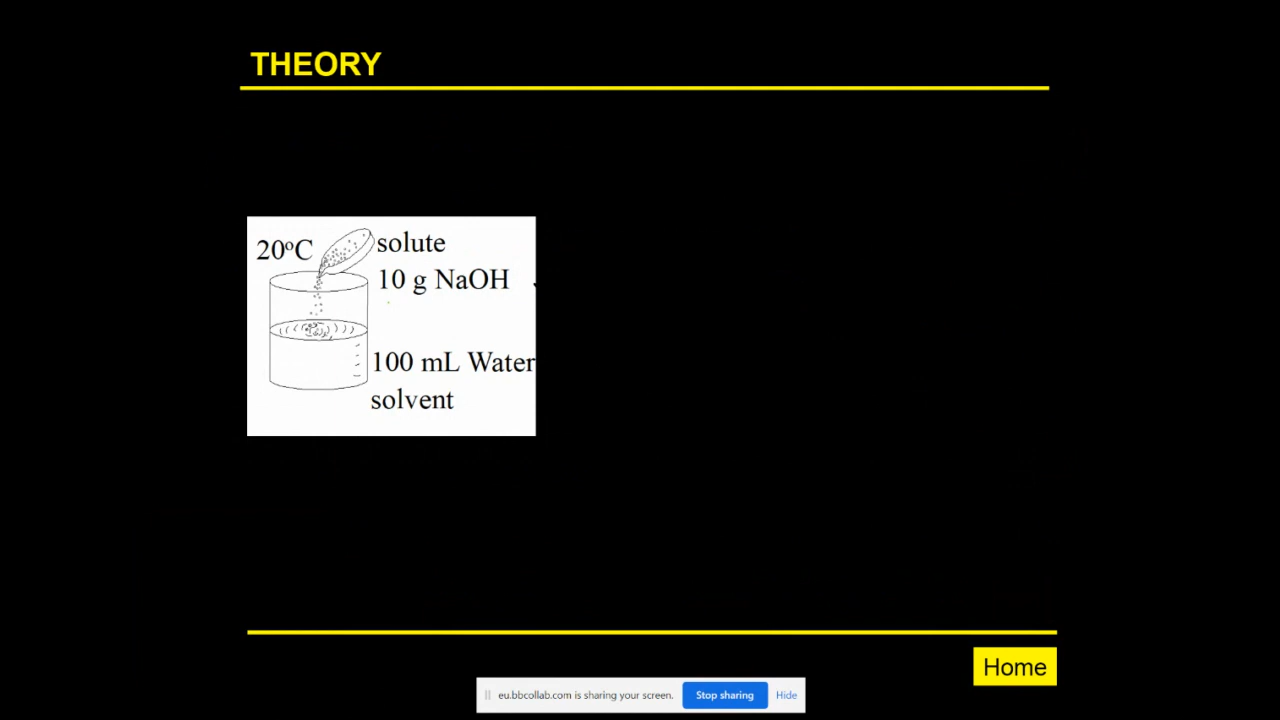 THEORY
20°C
solute
10 g NaOH
100 mL Water
solvent
Home
eu.bbcollab.com is sharing your screen.
Stop sharing
Hide